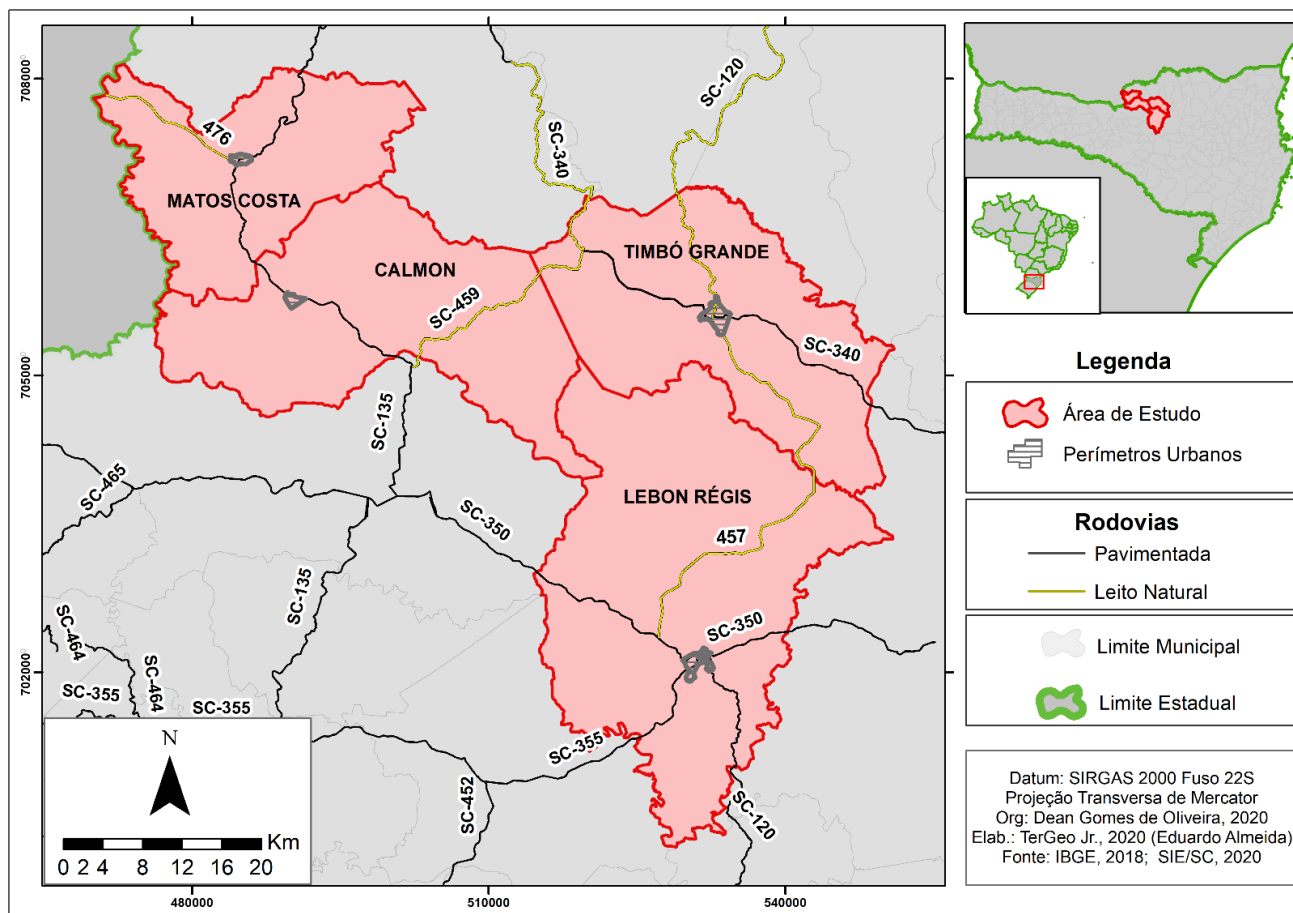 SC-120
SC-340
476
MATOS COSTA
TIMBÓ GRANDE
CALMON
SC-459
SC-340
SC-135
LEBON RÉGIS
SC-465
SC-350
457
SC-135
SC-350
SC-464
SC-464
SC-355
SC-355
SC-355
SC-452
SC-120
N
0 2 4 8 12 16 20 Km
7088000°
7050000°
7020000°
480000
510000
540000
Legenda
Área de Estudo
Perímetros Urbanos
Rodovias
Pavimentada
Leito Natural
Limite Municipal
Limite Estadual
Datum: SIRGAS 2000 Fuso 22S
Projeção Transversa de Mercator
Org: Dean Gomes de Oliveira, 2020
Elab.: TerGeo Jr., 2020 (Eduardo Almeida)
Fonte: IBGE, 2018; SIE/SC, 2020